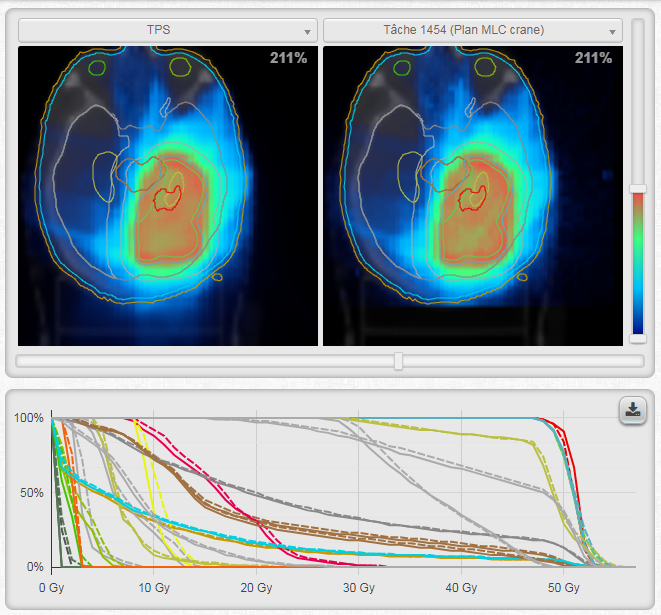 TPS
Tâche 1454 (Plan MLC crane)
211%
211%
100%
50%
0%
0 Gy
10 Gy
20 Gy
30 Gy
40 Gy
50 Gy